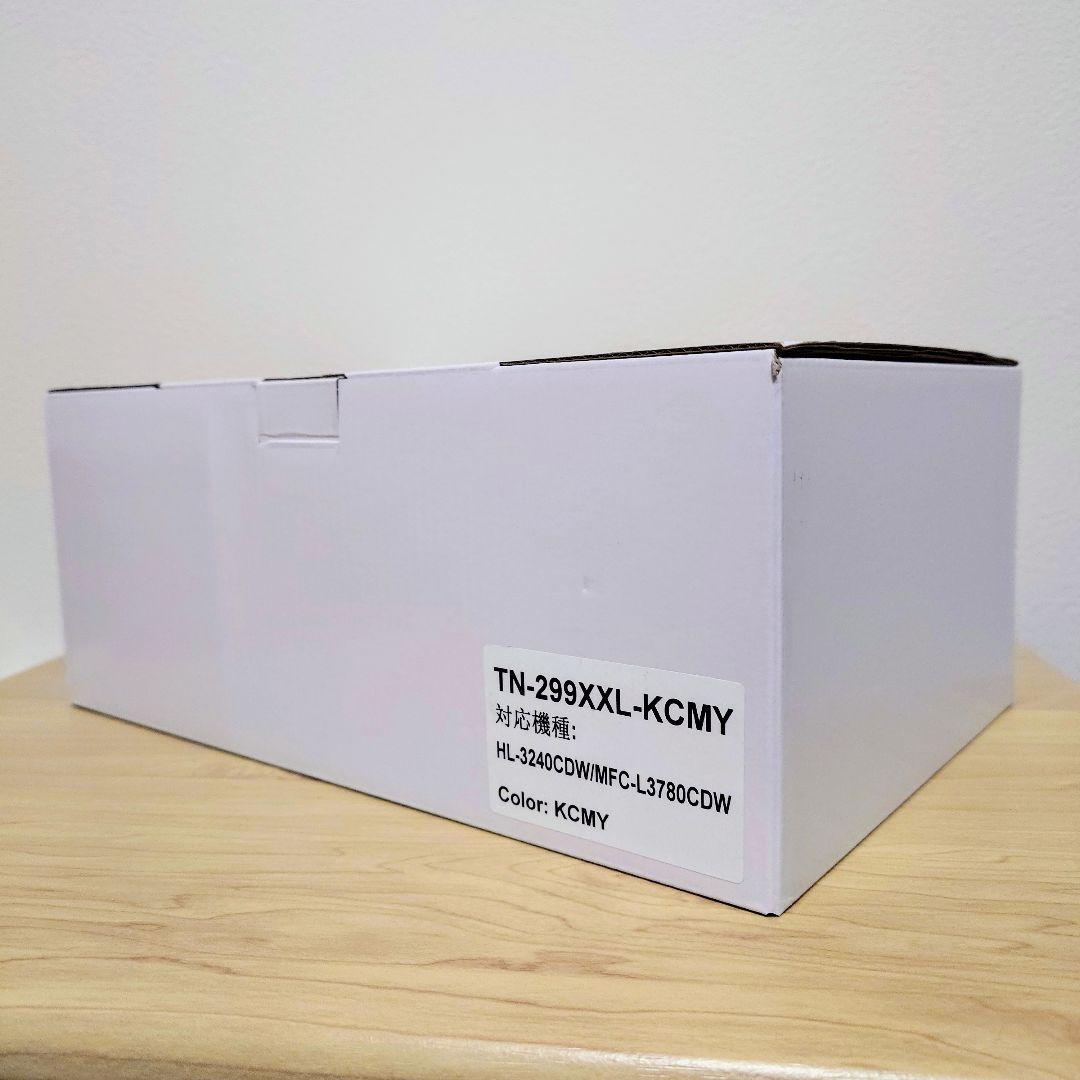 TN-299XXL-KCMY
対応機種:
HL-3240CDW/MFC-L3780CDW
Color: KCMY